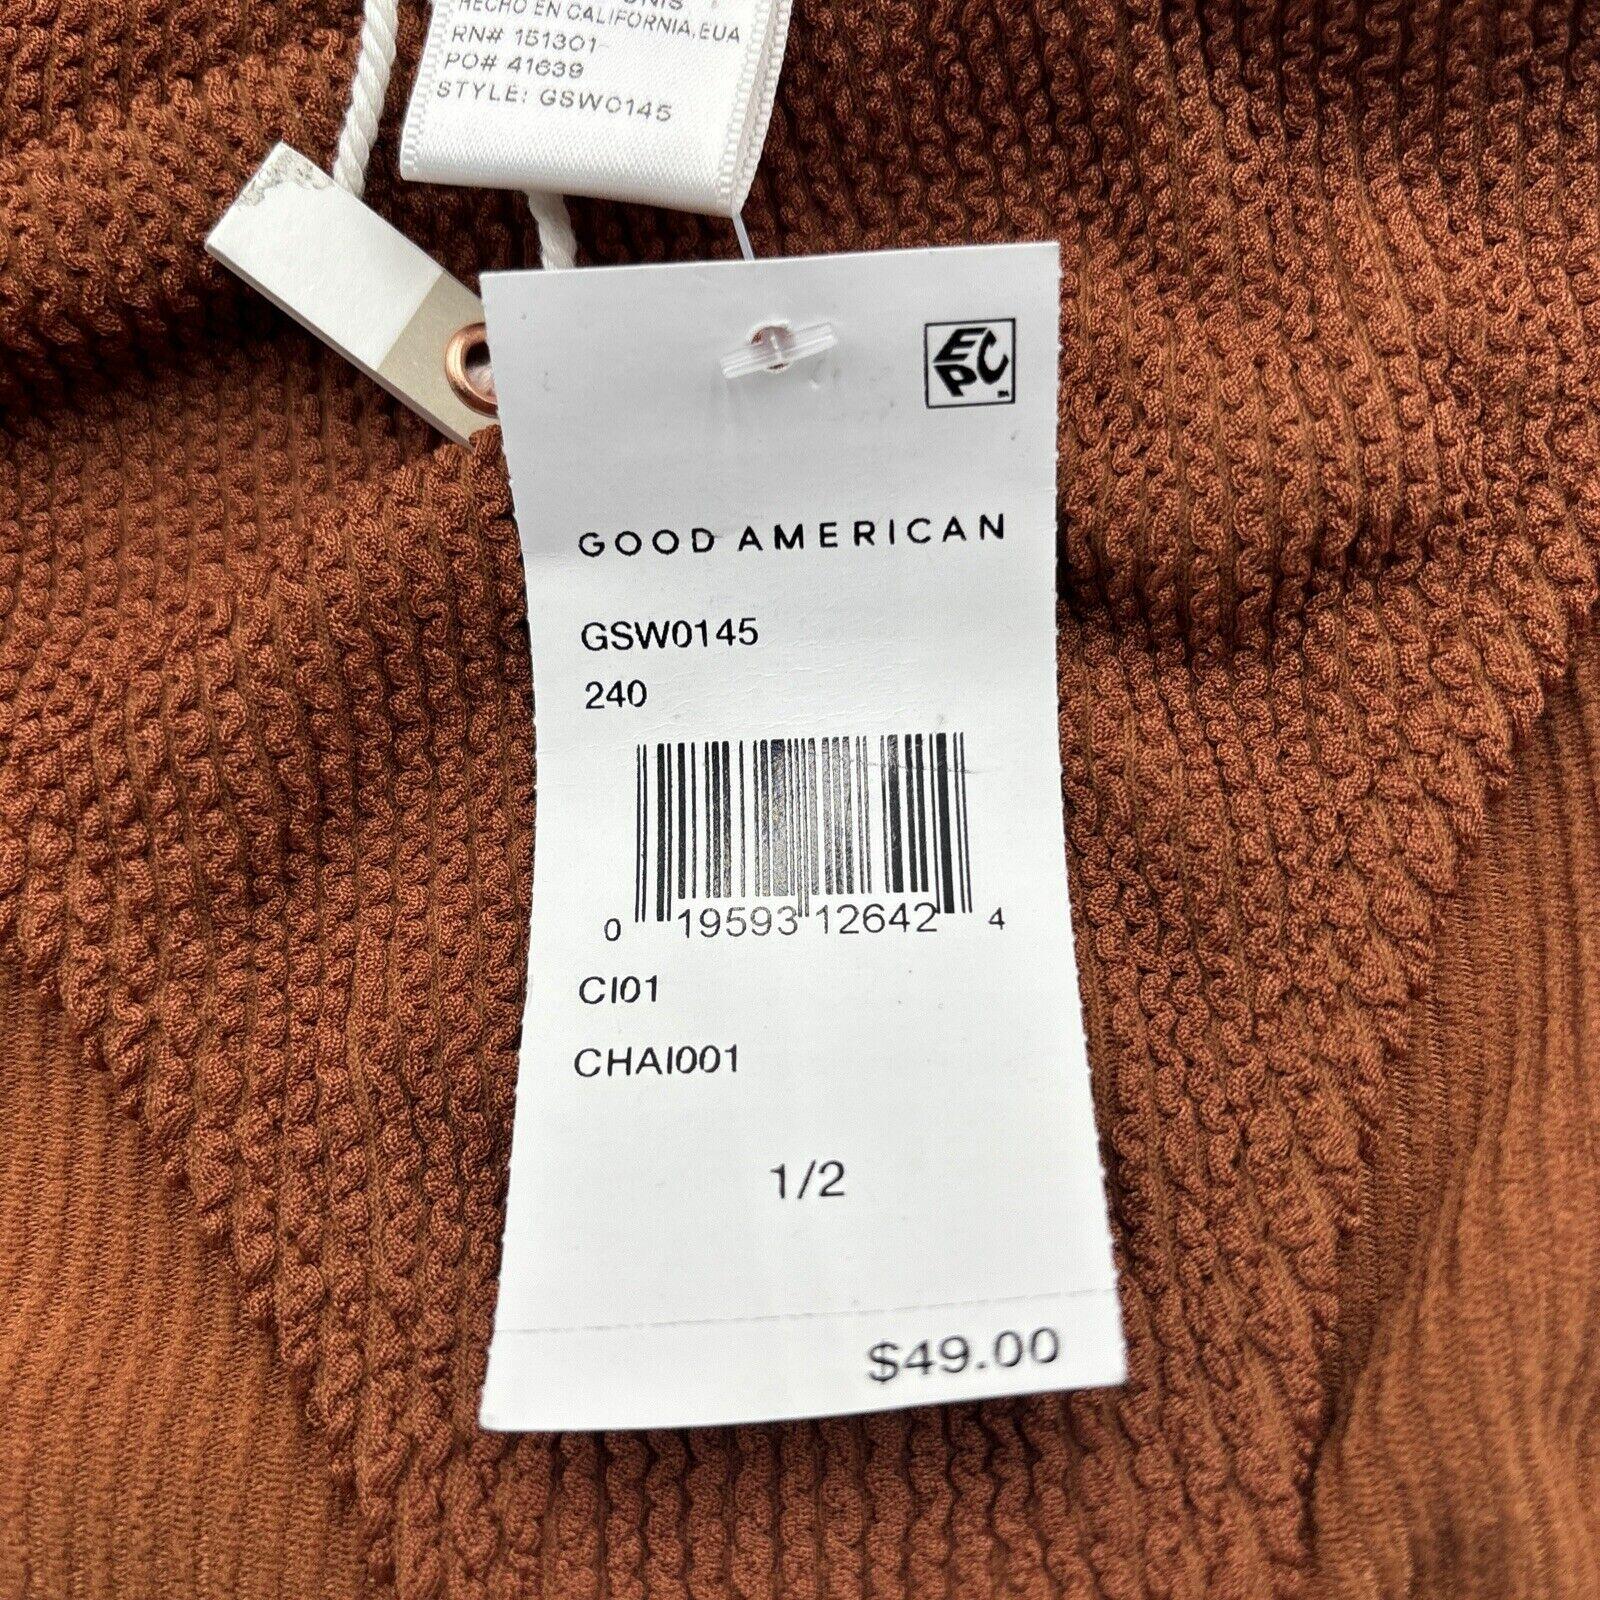 HECHO EN CALIFORNIA, EUA
RN# 151301
PO# 41639
STYLE: GSW0145
EPC
GOOD AMERICAN
GSW0145
240
0 19593 12642 4
CI01
CHAI001
1/2
$49.00